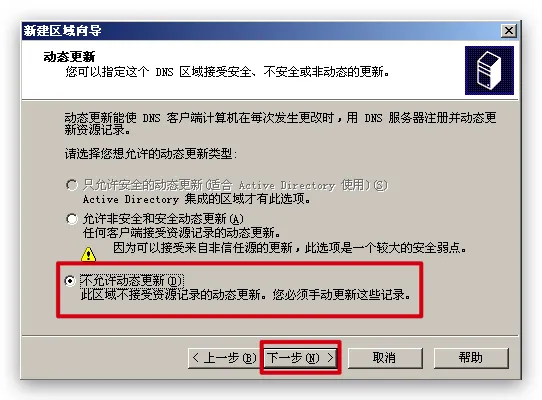 新建区域向导
动态更新
您可以指定这个 DNS 区域接受安全、不安全或非动态的更新。
动态更新能使 DNS 客户端计算机在每次发生更改时，用 DNS 服务器注册并动态更
新资源记录。
请选择您想允许的动态更新类型:
只允许安全的动态更新(适合 Active Directory 使用)(S)
Active Directory 集成的区域才有此选项。
允许非安全和安全动态更新(A)
任何客户端接受资源记录的动态更新。
因为可以接受来自非信任源的更新，此选项是一个较大的安全弱点。
不允许动态更新(D)
此区域不接受资源记录的动态更新。您必须手动更新这些记录。
< 上一步(B) 下一步(N) > 取消 帮助